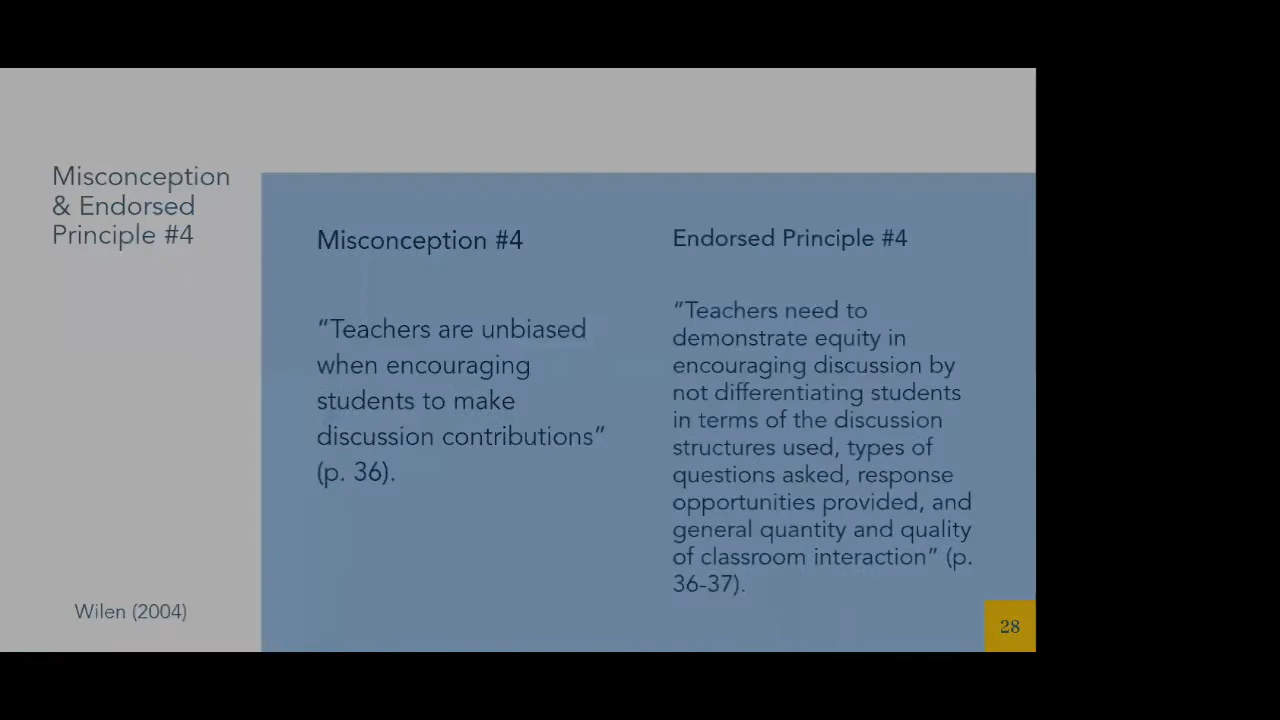 Misconception
& Endorsed
Principle #4
Misconception #4
“Teachers are unbiased
when encouraging
students to make
discussion contributions”
(p. 36).
Endorsed Principle #4
“Teachers need to
demonstrate equity in
encouraging discussion by
not differentiating students
in terms of the discussion
structures used, types of
questions asked, response
opportunities provided, and
general quantity and quality
of classroom interaction” (p.
36-37).
Wilen (2004)
28